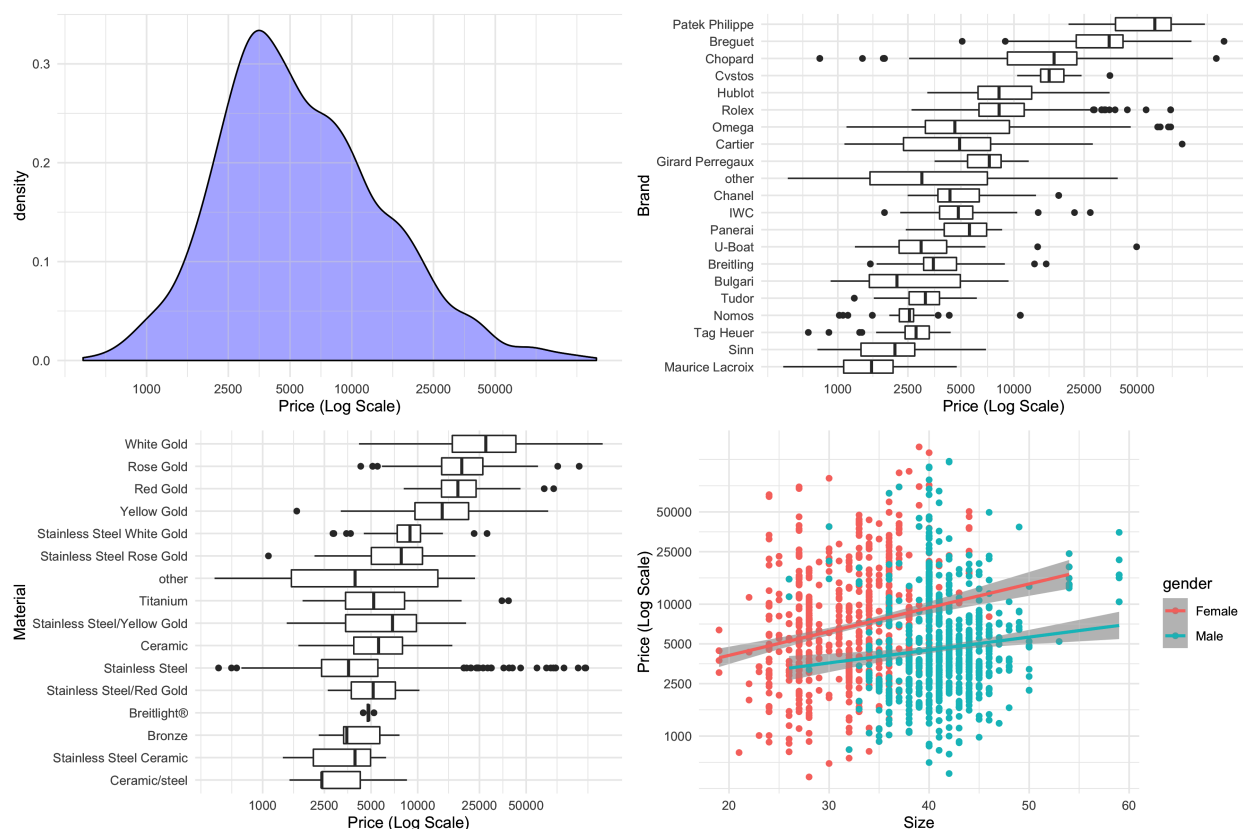 density
0.3
0.2
0.1
0.0
1000 2500 5000 10000 25000 50000
Price (Log Scale)
Brand
Patek Philippe
Breguet
Chopard
Cvstos
Hublot
Rolex
Omega
Cartier
Girard Perregaux
other
Chanel
IWC
Panerai
U-Boat
Breitling
Bulgari
Tudor
Nomos
Tag Heuer
Sinn
Maurice Lacroix
1000 2500 5000 10000 25000 50000
Price (Log Scale)
Material
White Gold
Rose Gold
Red Gold
Yellow Gold
Stainless Steel White Gold
Stainless Steel Rose Gold
other
Titanium
Stainless Steel/Yellow Gold
Ceramic
Stainless Steel
Stainless Steel/Red Gold
Breitlight®
Bronze
Stainless Steel Ceramic
Ceramic/steel
1000 2500 5000 10000 25000 50000
Price (Log Scale)
Price (Log Scale)
50000
25000
10000
5000
2500
1000
20 30 40 50 60
Size
gender
Female
Male